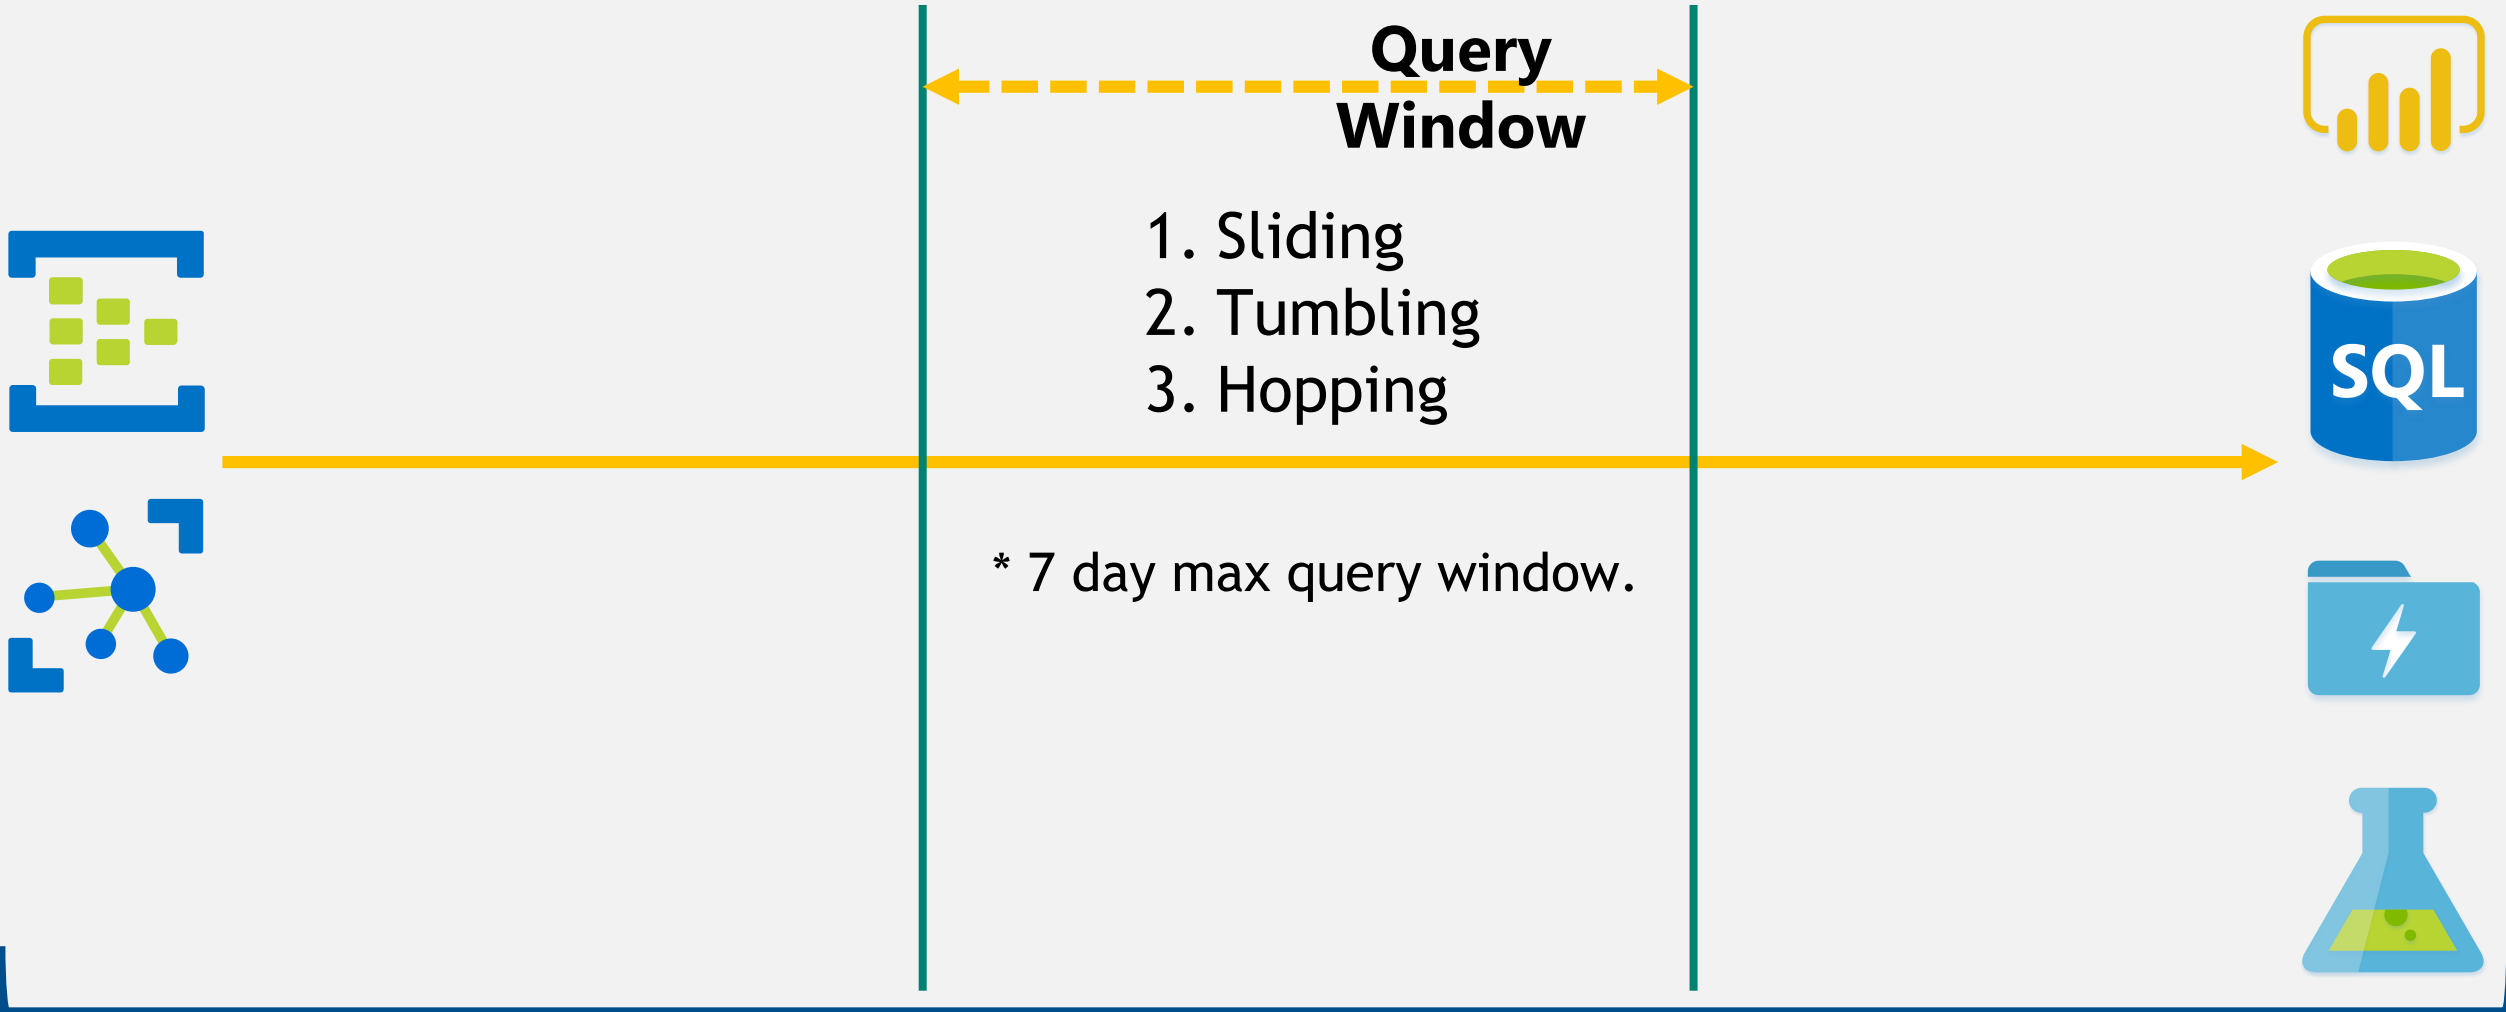 Query
Window
1. Sliding
2. Tumbling
3. Hopping
SQL
* 7 day max query window.